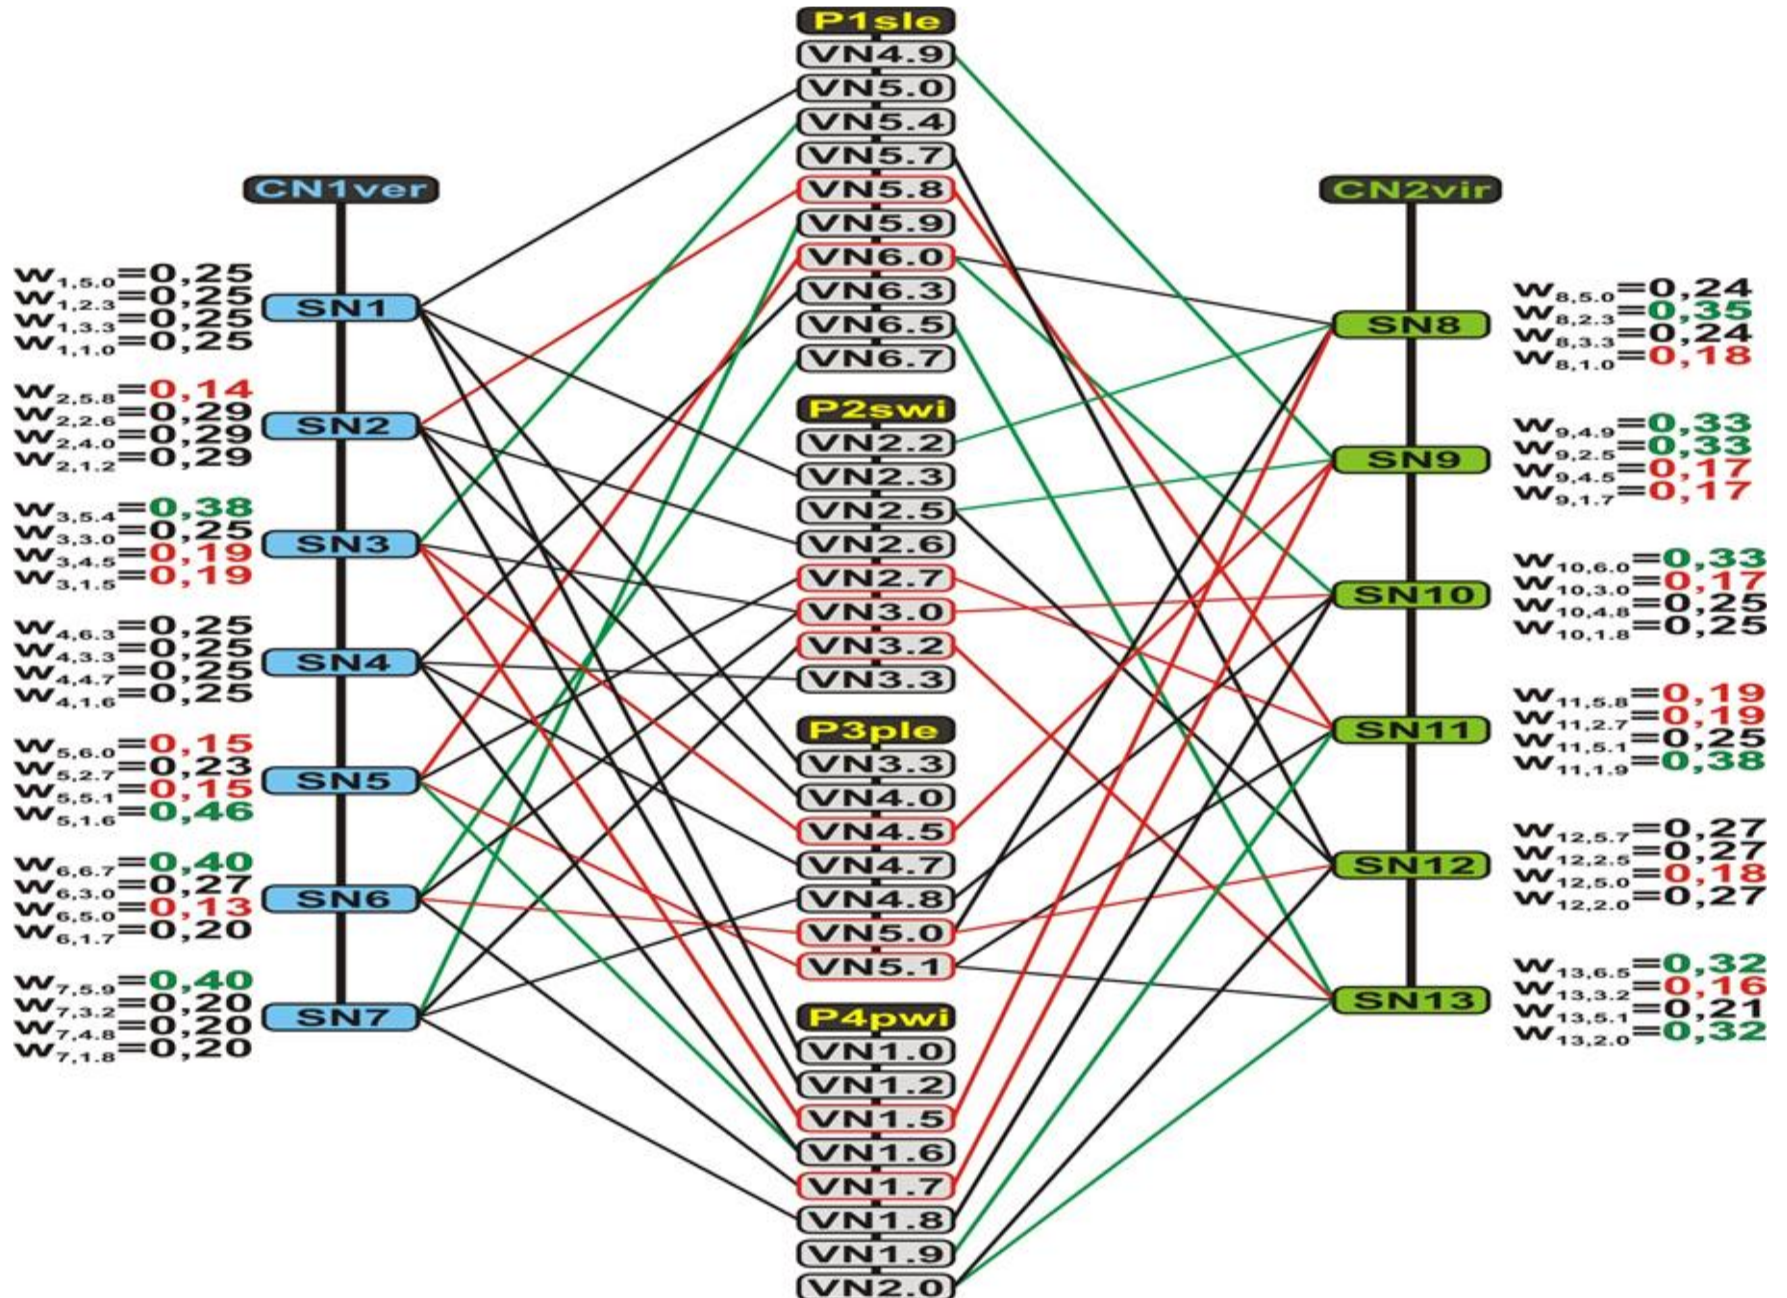 P1sle
VN4.9
VN5.0
VN5.4
VN5.7
VN5.8
VN5.9
VN6.0
VN6.3
VN6.5
VN6.7
P2swi
VN2.2
VN2.3
VN2.5
VN2.6
VN2.7
VN3.0
VN3.2
VN3.3
P3ple
VN3.3
VN4.0
VN4.5
VN4.7
VN4.8
VN5.0
VN5.1
P4pwi
VN1.0
VN1.2
VN1.5
VN1.6
VN1.7
VN1.8
VN1.9
VN2.0
CN1ver
SN1
SN2
SN3
SN4
SN5
SN6
SN7
w1,5.0=0,25
w1,2.3=0,25
w1,3.3=0,25
w1,1.0=0,25
w2,5.8=0,14
w2,2.6=0,29
w2,4.0=0,29
w2,1.2=0,29
w3,5.4=0,38
w3,3.0=0,25
w3,4.5=0,19
w3,1.5=0,19
w4,6.3=0,25
w4,3.3=0,25
w4,4.7=0,25
w4,1.6=0,25
w5,6.0=0,15
w5,2.7=0,23
w5,5.1=0,15
w5,1.6=0,46
w6,6.7=0,40
w6,3.0=0,27
w6,5.0=0,13
w6,1.7=0,20
w7,5.9=0,40
w7,3.2=0,20
w7,4.8=0,20
w7,1.8=0,20
CN2vir
SN8
SN9
SN10
SN11
SN12
SN13
w8,5.0=0,24
w8,2.3=0,35
w8,3.3=0,24
w8,1.0=0,18
w9,4.9=0,33
w9,2.5=0,33
w9,4.5=0,17
w9,1.7=0,17
w10,6.0=0,33
w10,3.0=0,17
w10,4.8=0,25
w10,1.8=0,25
w11,5.8=0,19
w11,2.7=0,19
w11,5.1=0,25
w11,1.9=0,38
w12,5.7=0,27
w12,2.5=0,27
w12,5.0=0,18
w12,2.0=0,27
w13,6.5=0,32
w13,3.2=0,16
w13,5.1=0,21
w13,2.0=0,32